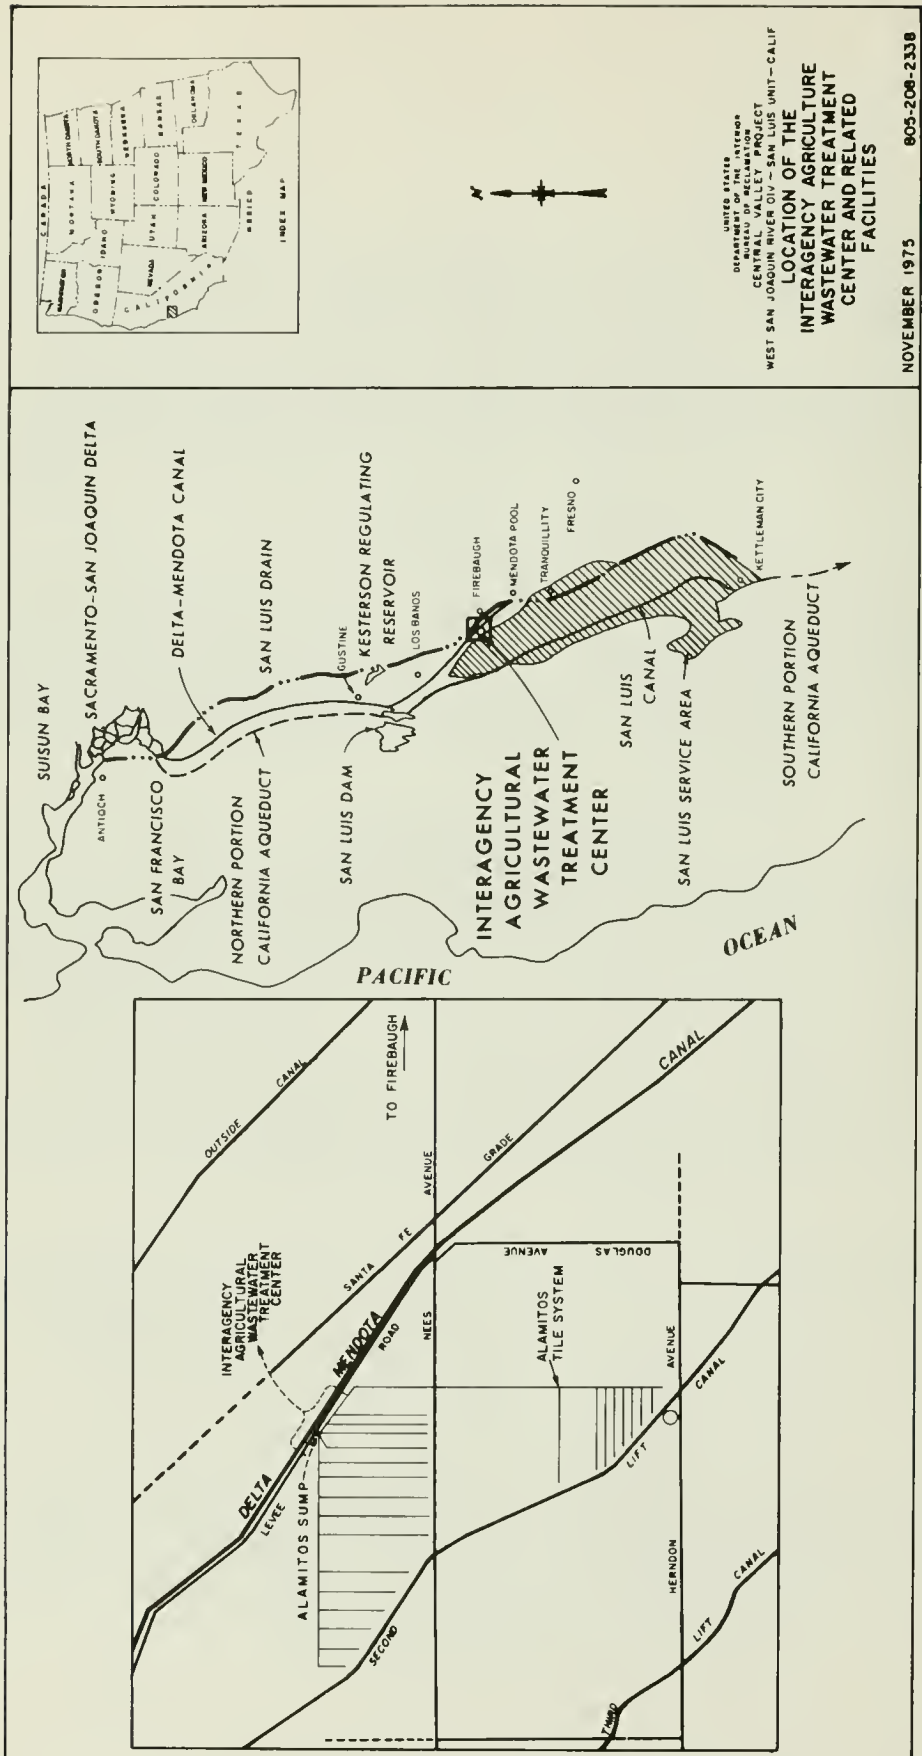 CANADA
WASHINGTON
MONTANA
NORTH DAKOTA
SOUTH DAKOTA
OREGON
IDAHO
WYOMING
NEBRASKA
NEVADA
UTAH
COLORADO
KANSAS
CALIFORNIA
ARIZONA
NEW MEXICO
OKLAHOMA
TEXAS
MEXICO
INDEX MAP
N
UNITED STATES
DEPARTMENT OF THE INTERIOR
BUREAU OF RECLAMATION
CENTRAL VALLEY PROJECT
WEST SAN JOAQUIN RIVER DIV - SAN LUIS UNIT - CALIF
LOCATION OF THE
INTERAGENCY AGRICULTURE
WASTEWATER TREATMENT
CENTER AND RELATED
FACILITIES
NOVEMBER 1975
805-208-2338
SUISUN BAY
SACRAMENTO-SAN JOAQUIN DELTA
ANTIOCH
DELTA-MENDOTA CANAL
SAN FRANCISCO
BAY
SAN LUIS DRAIN
NORTHERN PORTION
CALIFORNIA AQUEDUCT
GUSTINE
KESTERSON REGULATING
RESERVOIR
SAN LUIS DAM
LOS BANOS
FIREBAUGH
MENDOTA POOL
TRANQUILLITY
FRESNO
INTERAGENCY
AGRICULTURAL
WASTEWATER
TREATMENT
CENTER
SAN LUIS
CANAL
SAN LUIS SERVICE AREA
KETTLEMAN CITY
SOUTHERN PORTION
CALIFORNIA AQUEDUCT
PACIFIC
OCEAN
OUTSIDE CANAL
TO FIREBAUGH
INTERAGENCY
AGRICULTURAL
WASTEWATER
TREATMENT
CENTER
SANTA FE GRADE
DELTA MENDOTA CANAL
LEVEE ROAD
NEES AVENUE
ALAMITOS SUMP
DOUGLAS
AVENUE
ALAMITOS
TILE SYSTEM
SECOND LIFT CANAL
HERNDON AVENUE
THIRD LIFT CANAL